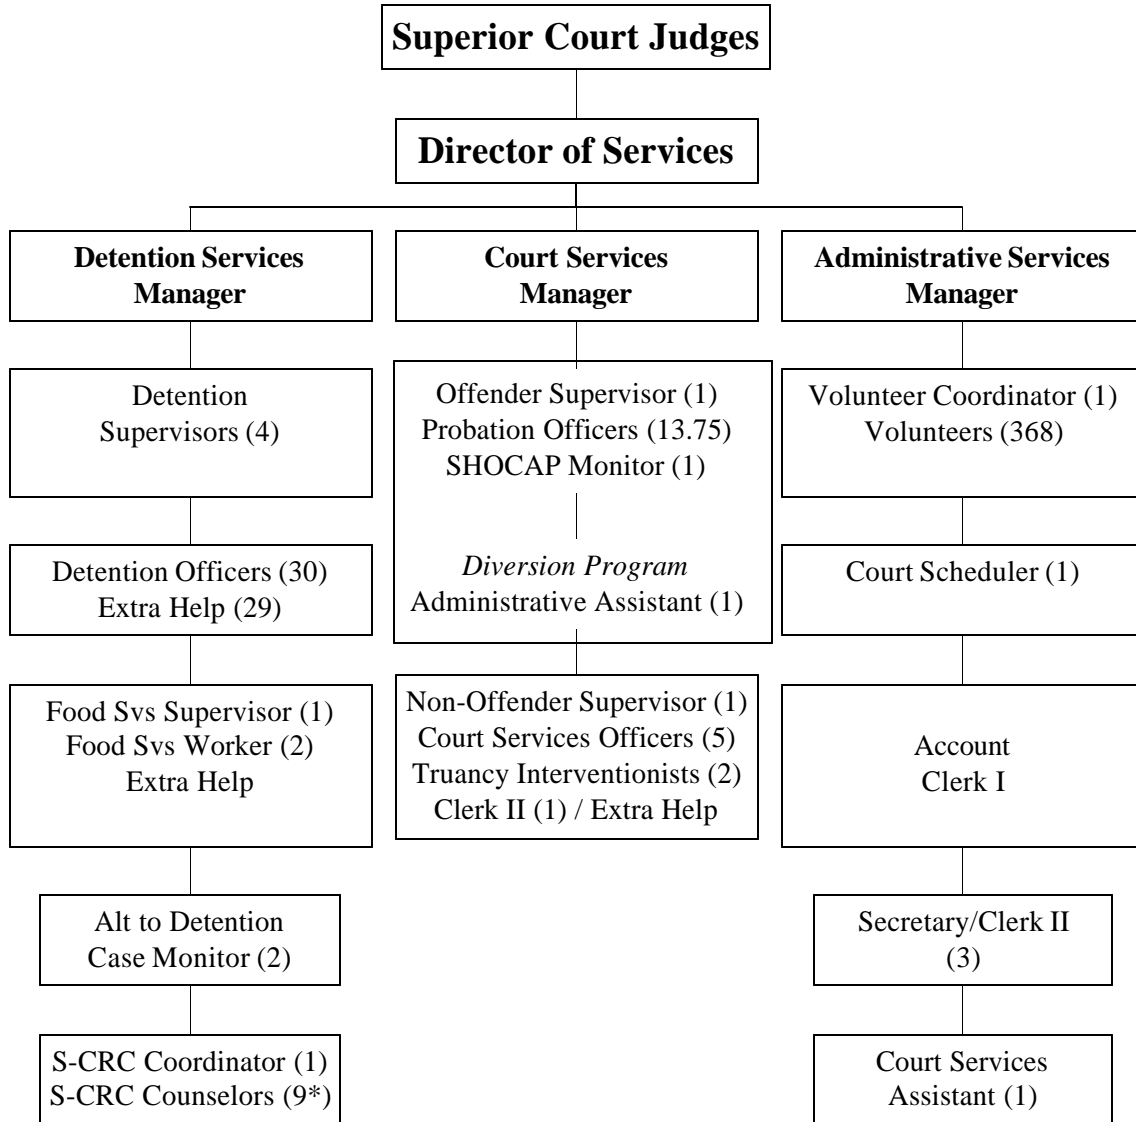 Superior Court Judges
Director of Services
Detention Services
Manager
Court Services
Manager
Administrative Services
Manager
Detention
Supervisors (4)
Offender Supervisor (1)
Probation Officers (13.75)
SHOCAP Monitor (1)
Volunteer Coordinator (1)
Volunteers (368)
Detention Officers (30)
Extra Help (29)
Diversion Program
Administrative Assistant (1)
Court Scheduler (1)
Food Svs Supervisor (1)
Food Svs Worker (2)
Extra Help
Non-Offender Supervisor (1)
Court Services Officers (5)
Truancy Interventionists (2)
Clerk II (1) / Extra Help
Account
Clerk I
Alt to Detention
Case Monitor (2)
Secretary/Clerk II
(3)
S-CRC Coordinator (1)
S-CRC Counselors (9*)
Court Services
Assistant (1)